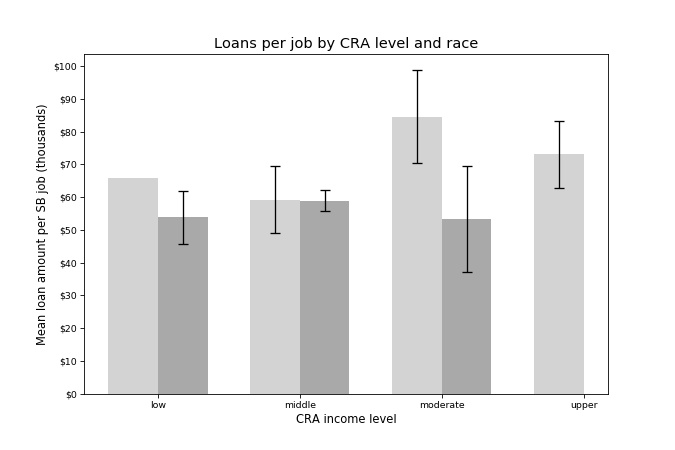 Loans per job by CRA level and race
Mean loan amount per SB job (thousands)
$100
$90
$80
$70
$60
$50
$40
$30
$20
$10
$0
low middle moderate upper
CRA income level